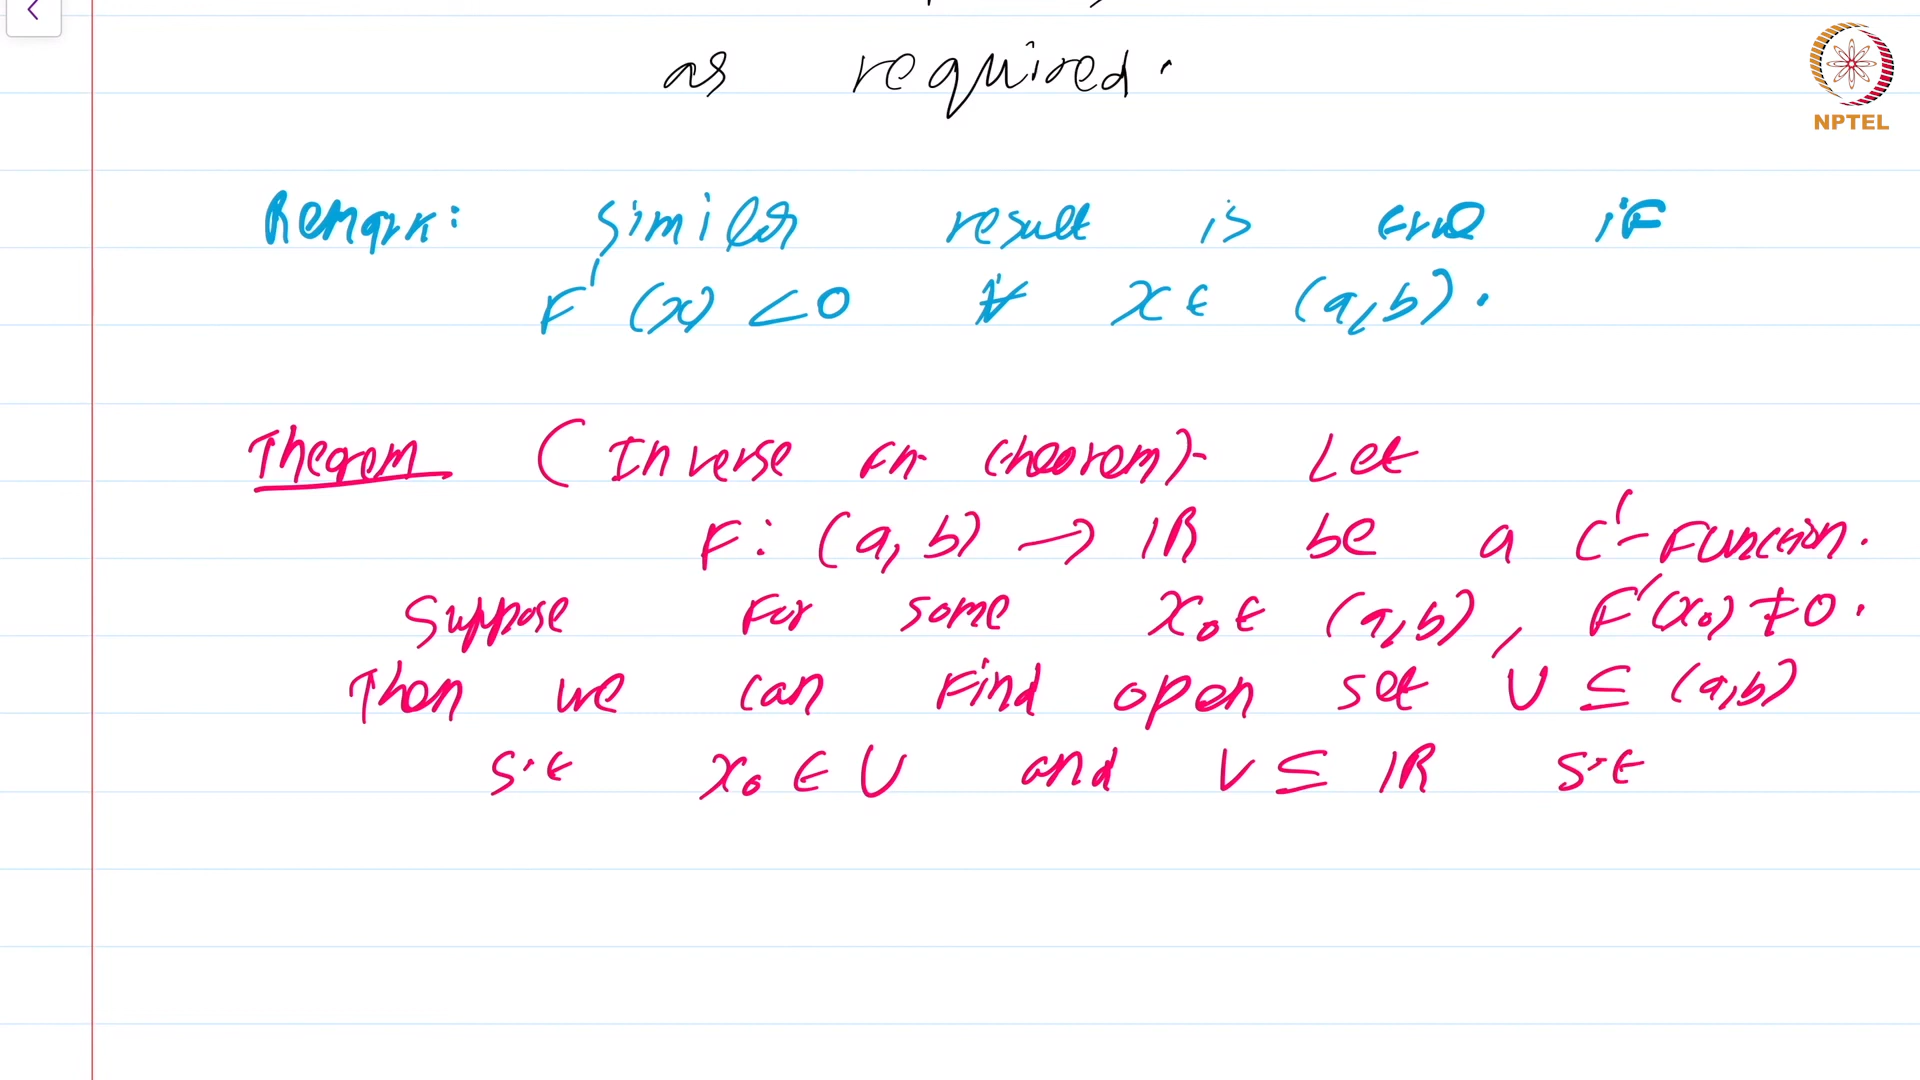 as required.
NPTEL
Remark: similar result is true if
F'(x) <0 ∀ x ∈ (a,b).
Theorem (Inverse fn. theorem). Let
F: (a, b) → ℝ be a C¹-Function.
Suppose For some x₀ ∈ (a,b), F'(x₀) ≠ 0.
Then we can Find open set U ⊆ (a,b)
s.t x₀ ∈ U and V ⊆ ℝ s.t